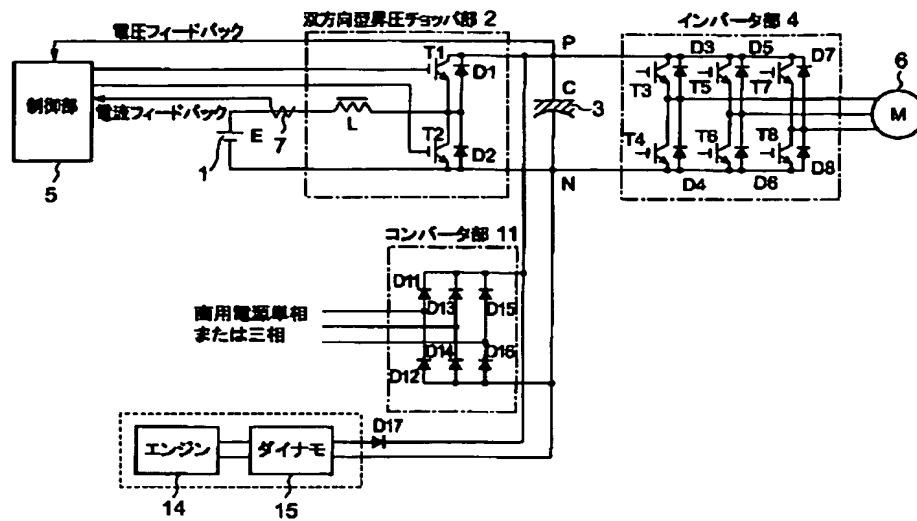 双方向型昇圧チョッパ部 2
インバータ部 4
電圧フィードバック
P
T1
D1
D3
D5
D7
6
制御部
C
3
T3
T5
T7
M
電流フィードバック
E
7
L
T2
D2
T4
T6
T8
D8
5
1
N
D4
D6
コンバータ部 11
D11
D13
D15
商用電源単相
または三相
D14
D16
D12
D17
エンジン
ダイナモ
14
15